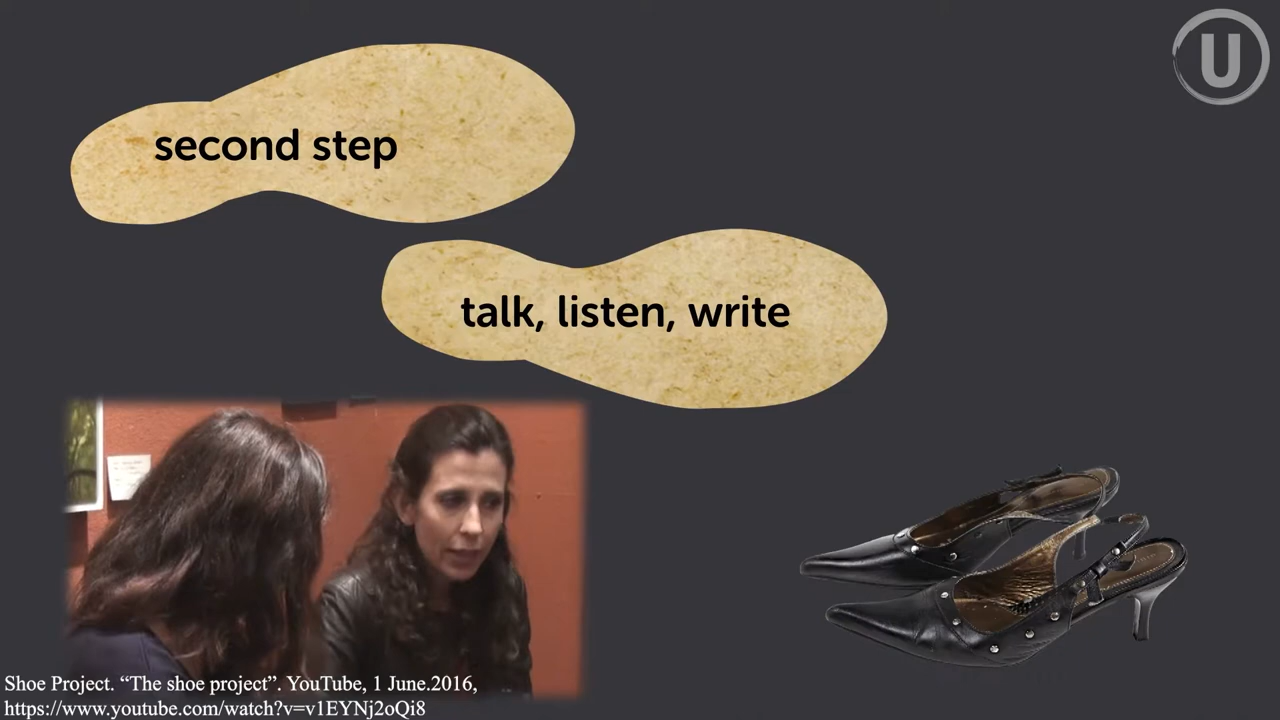 U
second step
talk, listen, write
Shoe Project. “The shoe project”. YouTube, 1 June.2016,
https://www.youtube.com/watch?v=v1EYNj2oQi8